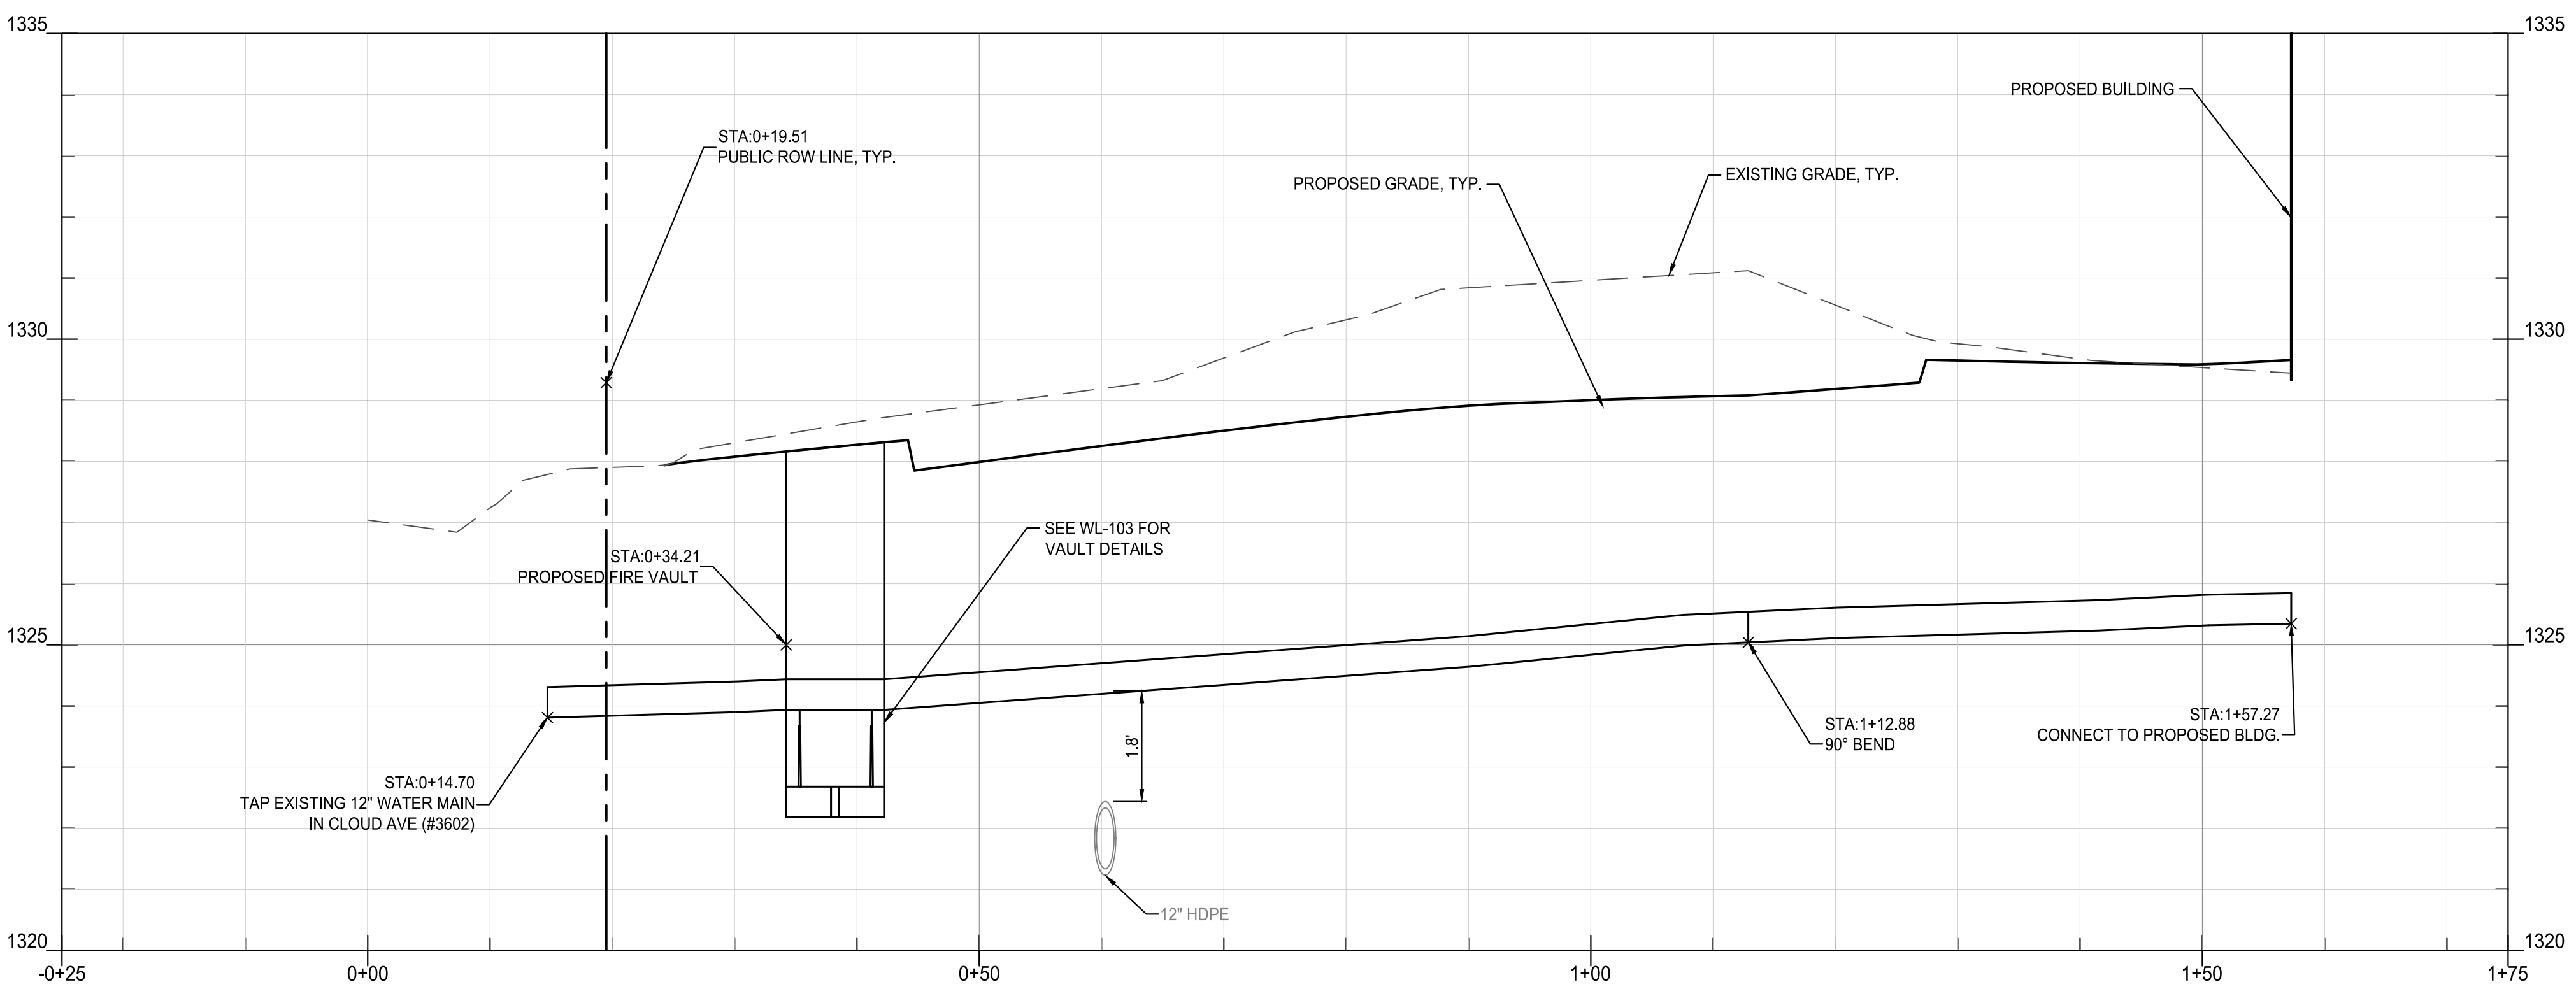 1335
1335
PROPOSED BUILDING
STA:0+19.51
PUBLIC ROW LINE, TYP.
PROPOSED GRADE, TYP.
EXISTING GRADE, TYP.
1330
1330
SEE WL-103 FOR
VAULT DETAILS
STA:0+34.21
PROPOSED FIRE VAULT
1325
1325
1.8'
STA:1+12.88
90° BEND
STA:1+57.27
CONNECT TO PROPOSED BLDG.
STA:0+14.70
TAP EXISTING 12" WATER MAIN
IN CLOUD AVE (#3602)
12" HDPE
1320
1320
-0+25
0+00
0+50
1+00
1+50
1+75